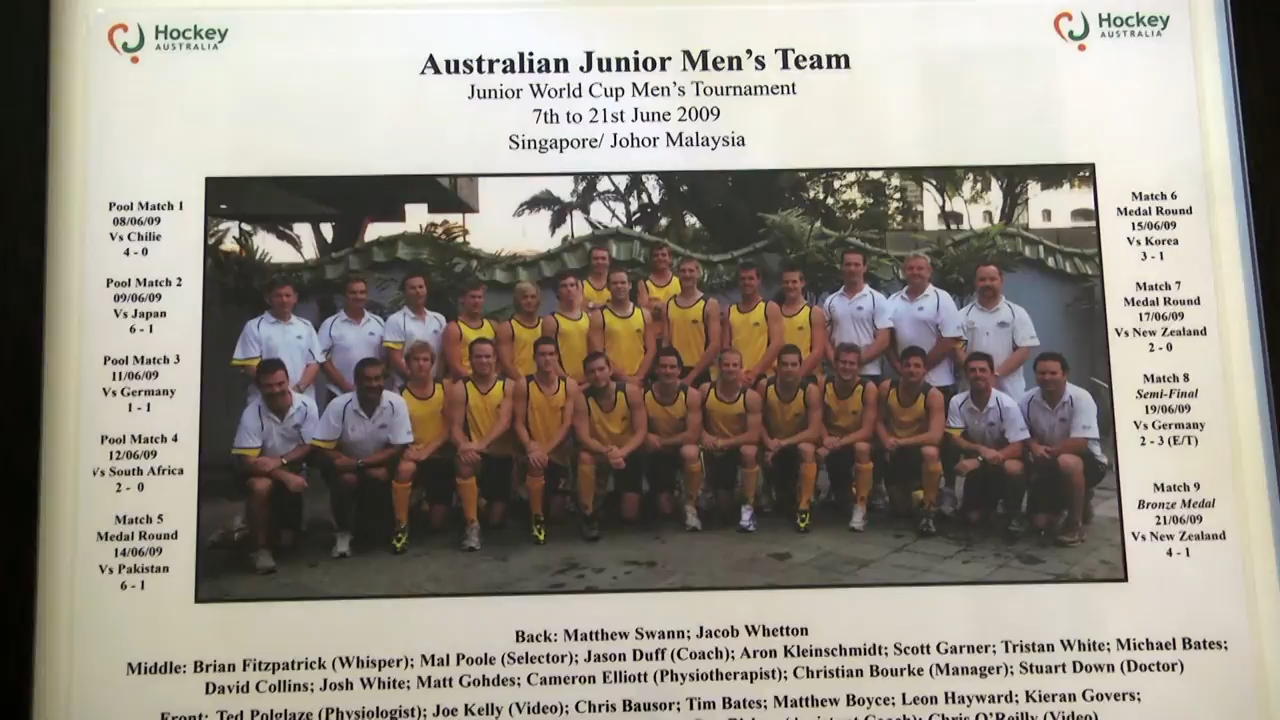 Hockey
AUSTRALIA
Hockey
AUSTRALIA
Australian Junior Men's Team
Junior World Cup Men's Tournament
7th to 21st June 2009
Singapore/ Johor Malaysia
Pool Match 1
08/06/09
Vs Chilie
4 - 0
Pool Match 2
09/06/09
Vs Japan
6 - 1
Pool Match 3
11/06/09
Vs Germany
1 - 1
Pool Match 4
12/06/09
Vs South Africa
2 - 0
Match 5
Medal Round
14/06/09
Vs Pakistan
6 - 1
Match 6
Medal Round
15/06/09
Vs Korea
3 - 1
Match 7
Medal Round
17/06/09
Vs New Zealand
2 - 0
Match 8
Semi-Final
19/06/09
Vs Germany
2 - 3 (E/T)
Match 9
Bronze Medal
21/06/09
Vs New Zealand
4 - 1
Back: Matthew Swann; Jacob Whetton
Middle: Brian Fitzpatrick (Whisper); Mal Poole (Selector); Jason Duff (Coach); Aron Kleinschmidt; Scott Garner; Tristan White; Michael Bates;
David Collins; Josh White; Matt Gohdes; Cameron Elliott (Physiotherapist); Christian Bourke (Manager); Stuart Down (Doctor)
Front: Ted Polglaze (Physiologist); Joe Kelly (Video); Chris Bausor; Tim Bates; Matthew Boyce; Leon Hayward; Kieran Govers;
Coach); Chris O'Reilly (Video)